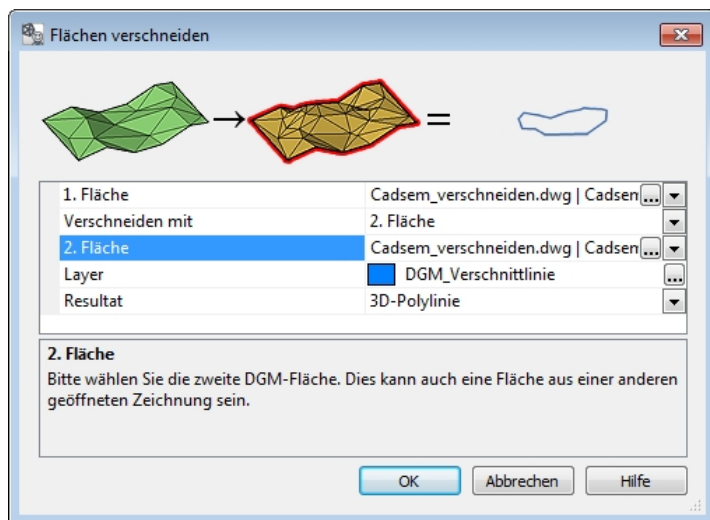 Flächen verschneiden
=
1. Fläche Cadsem_verschneiden.dwg | Cadsem ...
Verschneiden mit 2. Fläche
2. Fläche Cadsem_verschneiden.dwg | Cadsem ...
Layer DGM_Verschnittlinie ...
Resultat 3D-Polylinie
2. Fläche
Bitte wählen Sie die zweite DGM-Fläche. Dies kann auch eine Fläche aus einer anderen
geöffneten Zeichnung sein.
OK Abbrechen Hilfe